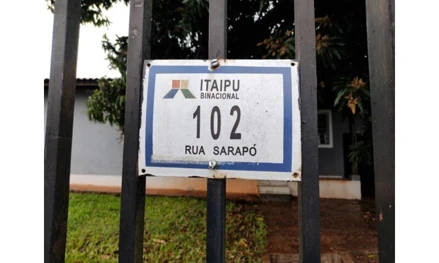 ITAIPU
BINACIONAL
102
RUA SARAPÓ